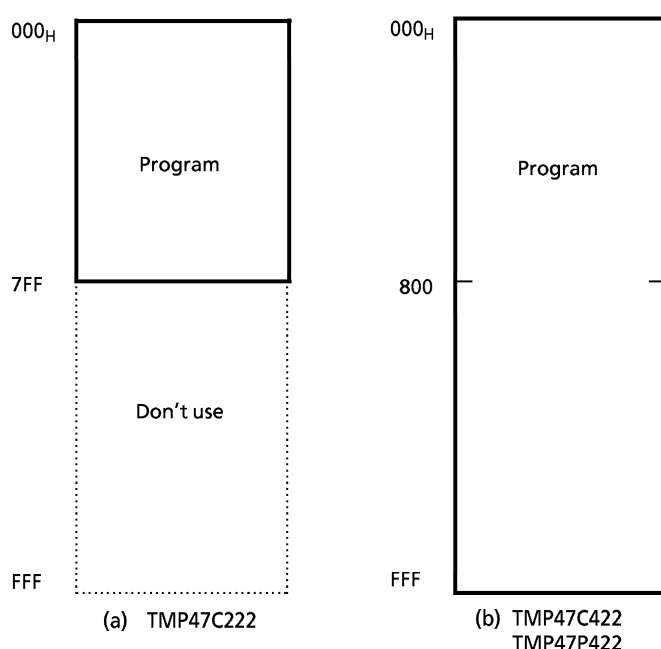 000H
Program
7FF
Don't use
FFF
(a) TMP47C222
000H
Program
800
FFF
(b) TMP47C422
TMP47P422